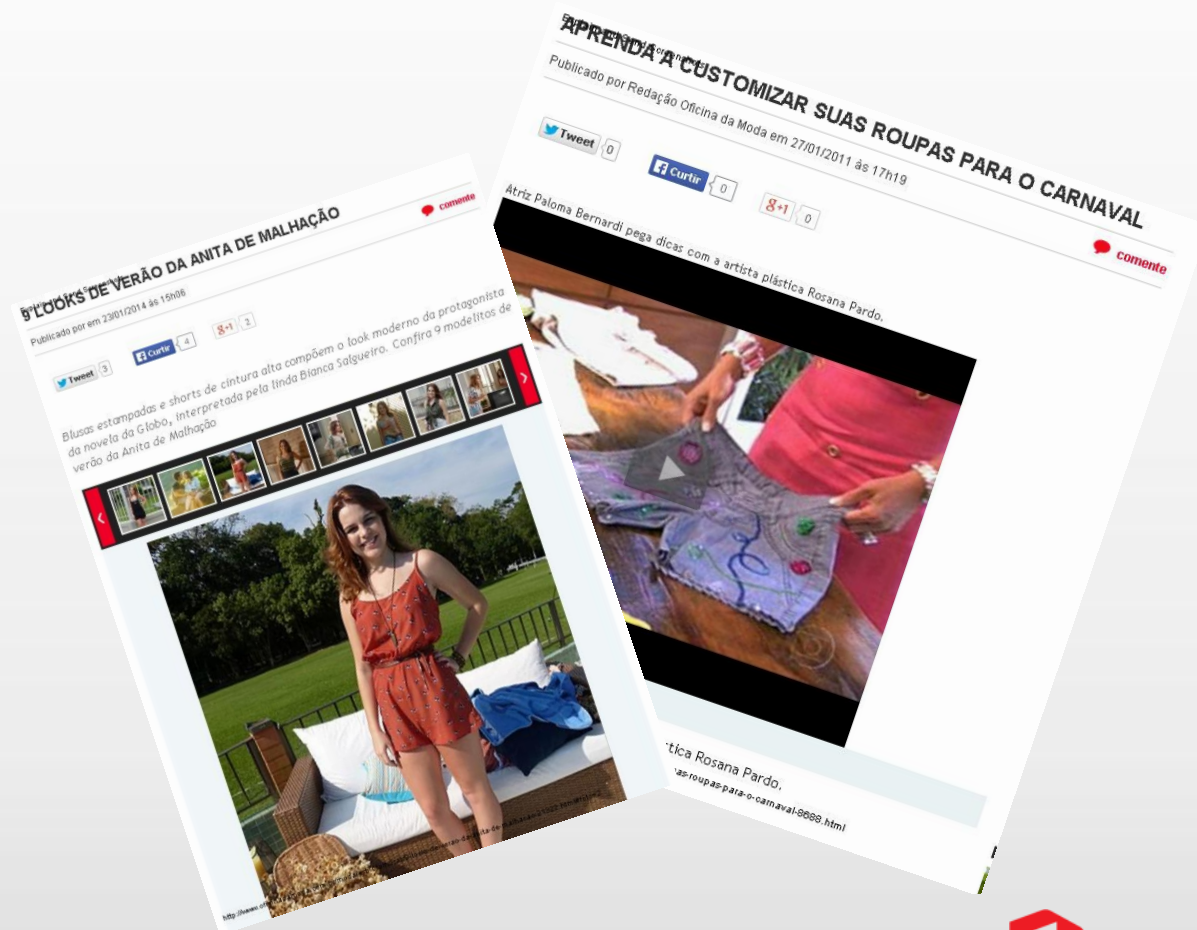 9 LOOKS DE VERÃO DA ANITA DE MALHAÇÃO
comente
Publicado por em 23/01/2014 às 15h06
Tweet 3
Curtir 4
g+1 2
Blusas estampadas e shorts de cintura alta compõem o look moderno da protagonista
da novela da Globo, interpretada pela linda Bianca Salgueiro. Confira 9 modelitos de
verão da Anita de Malhação
APRENDA A CUSTOMIZAR SUAS ROUPAS PARA O CARNAVAL
Publicado por Redação Oficina da Moda em 27/01/2011 às 17h19
comente
Tweet 0
Curtir 0
g+1 0
Atriz Paloma Bernardi pega dicas com a artista plástica Rosana Pardo.
stica Rosana Pardo.
as-roupas-para-o-carnaval-8688.html